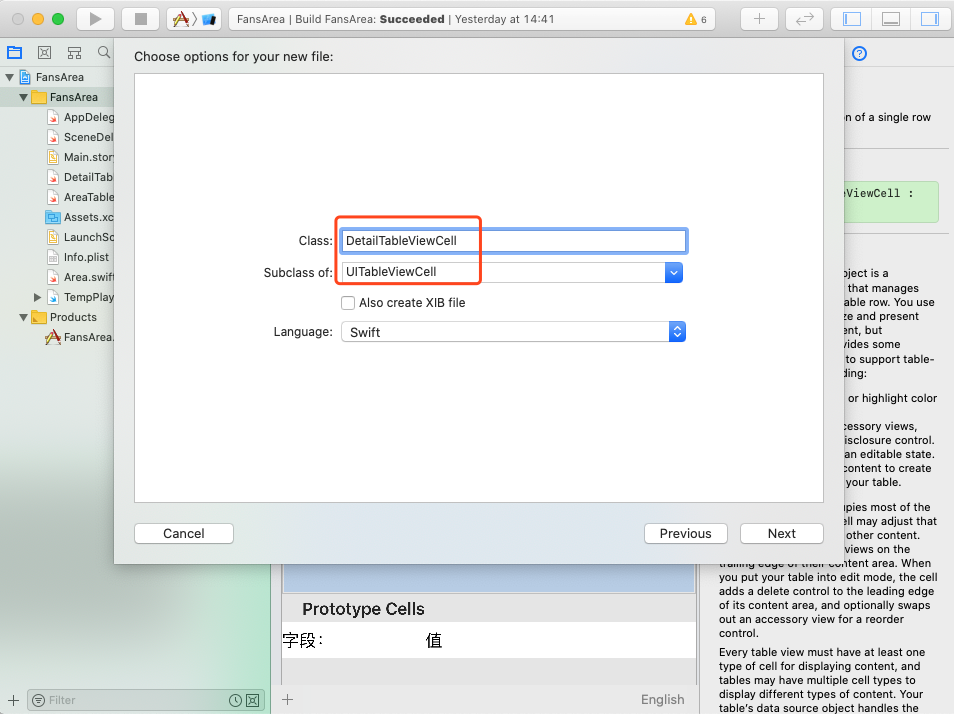 FansArea | Build FansArea: Succeeded | Yesterday at 14:41
6
Choose options for your new file:
FansArea
FansArea
AppDeleg
SceneDel
Main.story
DetailTab
AreaTable
Assets.xc
LaunchSc
Info.plist
Area.swift
TempPlay
Products
FansArea.
Class: DetailTableViewCell
Subclass of: UITableViewCell
Also create XIB file
Language: Swift
Cancel
Previous
Next
on of a single row
eViewCell :
bject is a
that manages
able row. You use
ze and present
ent, but
vides some
to support table-
ding:
or highlight color
cessory views,
isclosure control.
an editable state.
content to create
your table.
upies most of the
ell may adjust that
other content.
views on the
trailing edge of their content area. When
you put your table into edit mode, the cell
adds a delete control to the leading edge
of its content area, and optionally swaps
out an accessory view for a reorder
control.
Every table view must have at least one
type of cell for displaying content, and
tables may have multiple cell types to
display different types of content. Your
table's data source object handles the
Prototype Cells
字段: 值
Filter
English